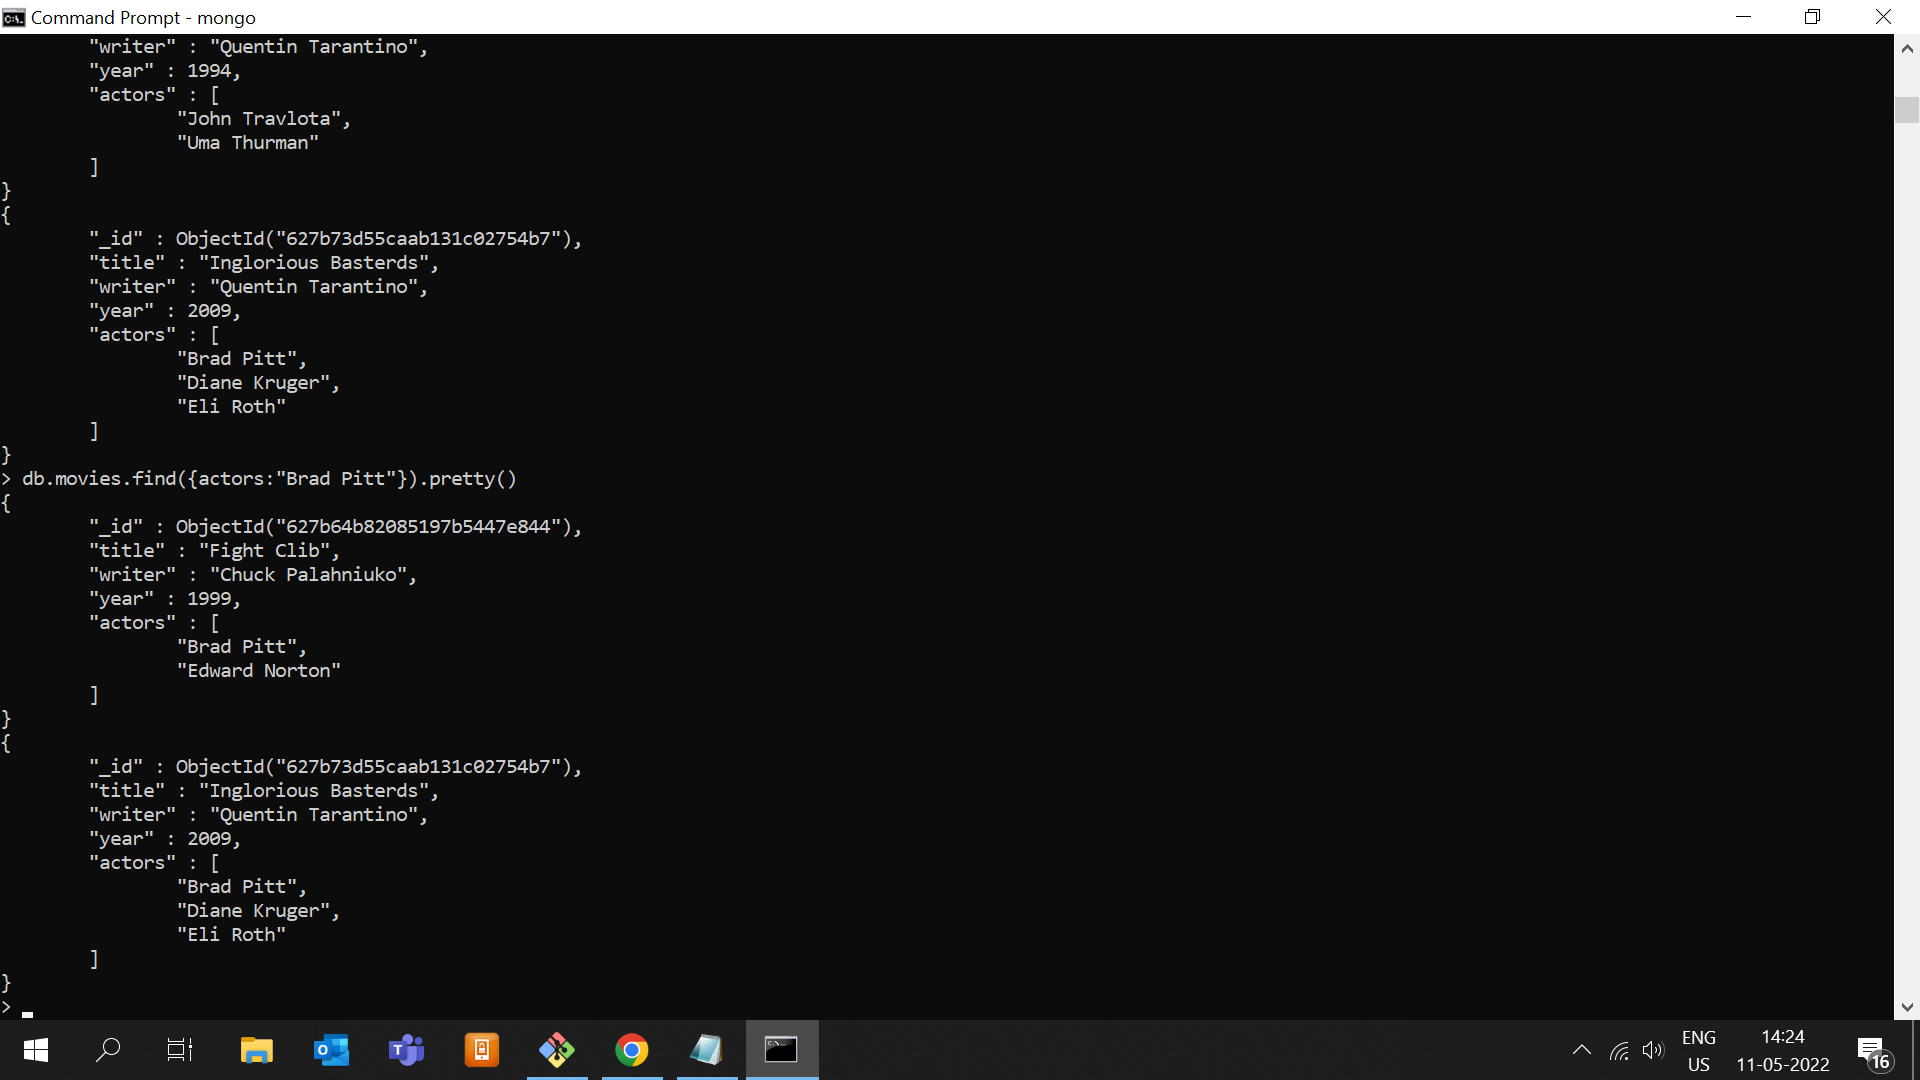 Command Prompt - mongo
"writer" : "Quentin Tarantino",
"year" : 1994,
"actors" : [
"John Travlota",
"Uma Thurman"
]
}
{
"_id" : ObjectId("627b73d55caab131c02754b7"),
"title" : "Inglorious Basterds",
"writer" : "Quentin Tarantino",
"year" : 2009,
"actors" : [
"Brad Pitt",
"Diane Kruger",
"Eli Roth"
]
}
> db.movies.find({actors:"Brad Pitt"}).pretty()
{
"_id" : ObjectId("627b64b82085197b5447e844"),
"title" : "Fight Clib",
"writer" : "Chuck Palahniuko",
"year" : 1999,
"actors" : [
"Brad Pitt",
"Edward Norton"
]
}
{
"_id" : ObjectId("627b73d55caab131c02754b7"),
"title" : "Inglorious Basterds",
"writer" : "Quentin Tarantino",
"year" : 2009,
"actors" : [
"Brad Pitt",
"Diane Kruger",
"Eli Roth"
]
}
>
ENG
US
14:24
11-05-2022
16